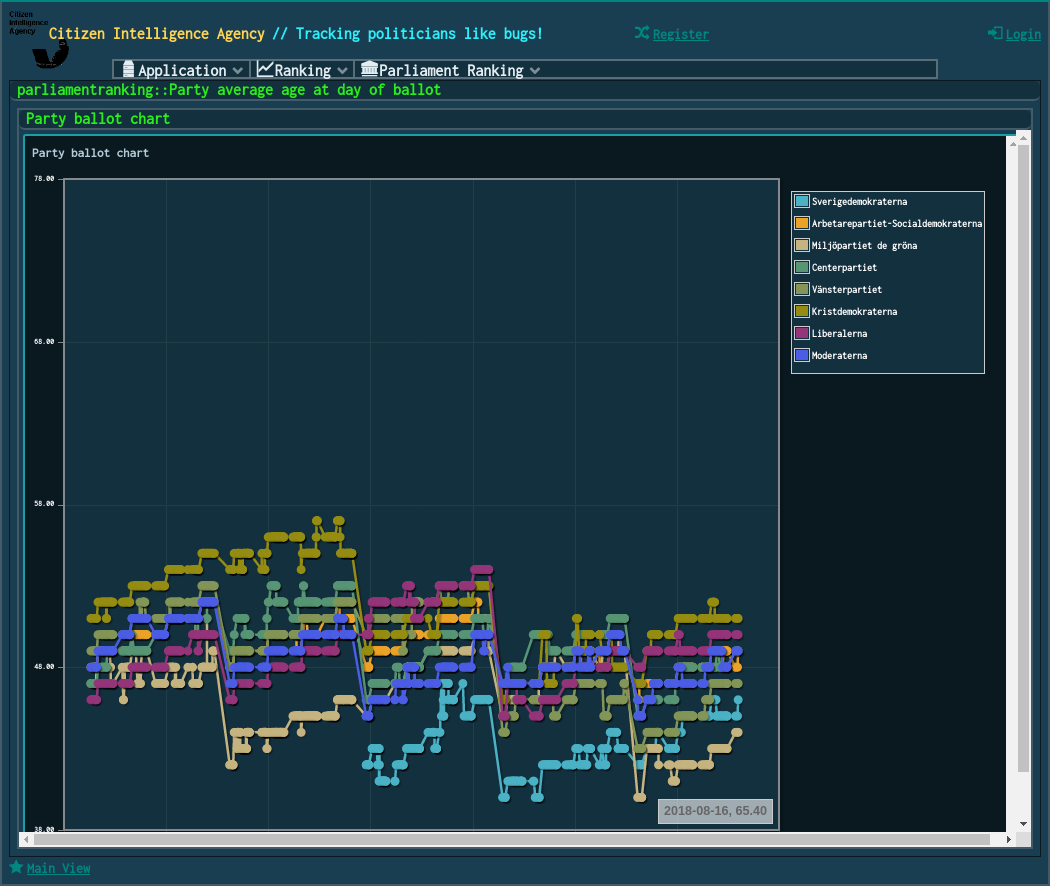 Citizen
Intelligence
Agency
Citizen Intelligence Agency // Tracking politicians like bugs!
Register
Login
Application
Ranking
Parliament Ranking
parliamentranking::Party average age at day of ballot
Party ballot chart
Party ballot chart
78.00
68.00
58.00
48.00
38.00
Sverigedemokraterna
Arbetarepartiet-Socialdemokraterna
Miljöpartiet de gröna
Centerpartiet
Vänsterpartiet
Kristdemokraterna
Liberalerna
Moderaterna
2018-08-16, 65.40
Main View